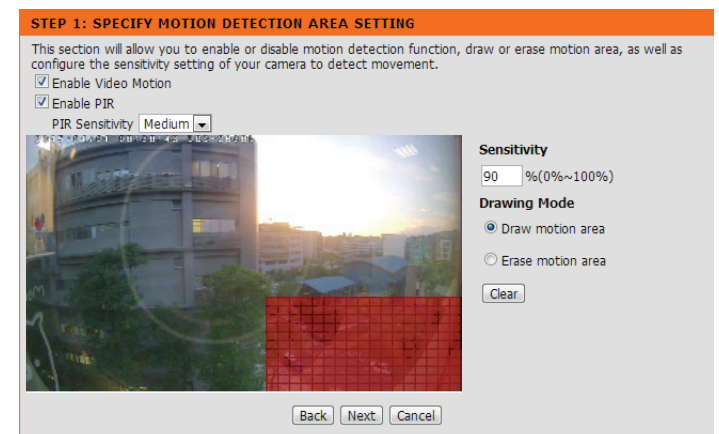 STEP 1: SPECIFY MOTION DETECTION AREA SETTING
This section will allow you to enable or disable motion detection function, draw or erase motion area, as well as
configure the sensitivity setting of your camera to detect movement.
Enable Video Motion
Enable PIR
PIR Sensitivity Medium
Sensitivity
90 %(0%~100%)
Drawing Mode
Draw motion area
Erase motion area
Clear
Back Next Cancel